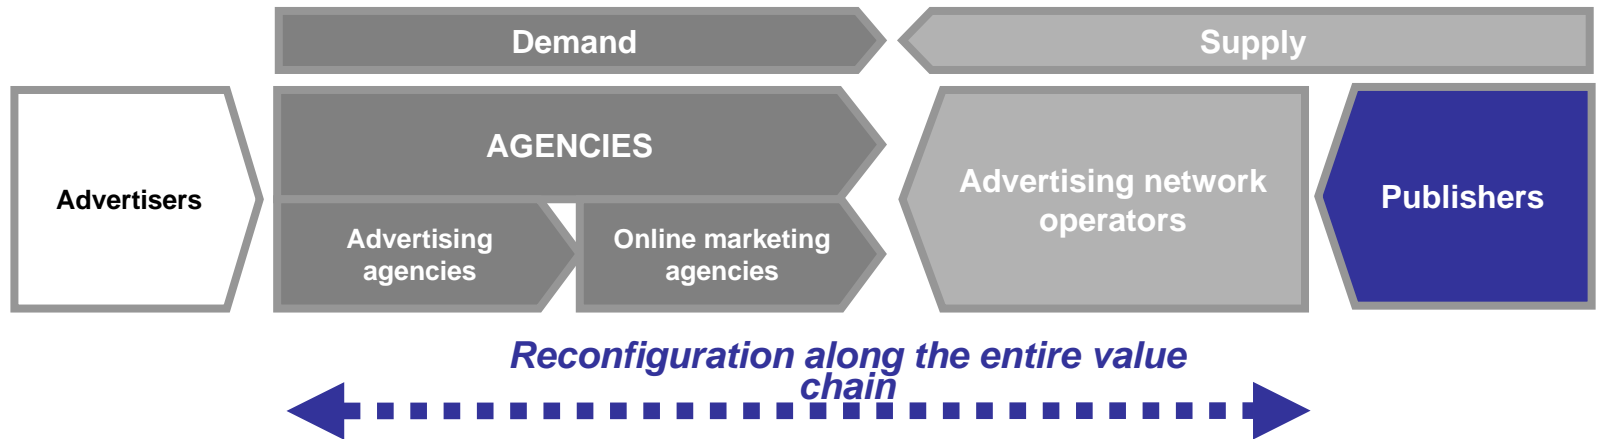 Demand
Supply
Advertisers
AGENCIES
Advertising
agencies
Online marketing
agencies
Advertising network
operators
Publishers
Reconfiguration along the entire value
chain